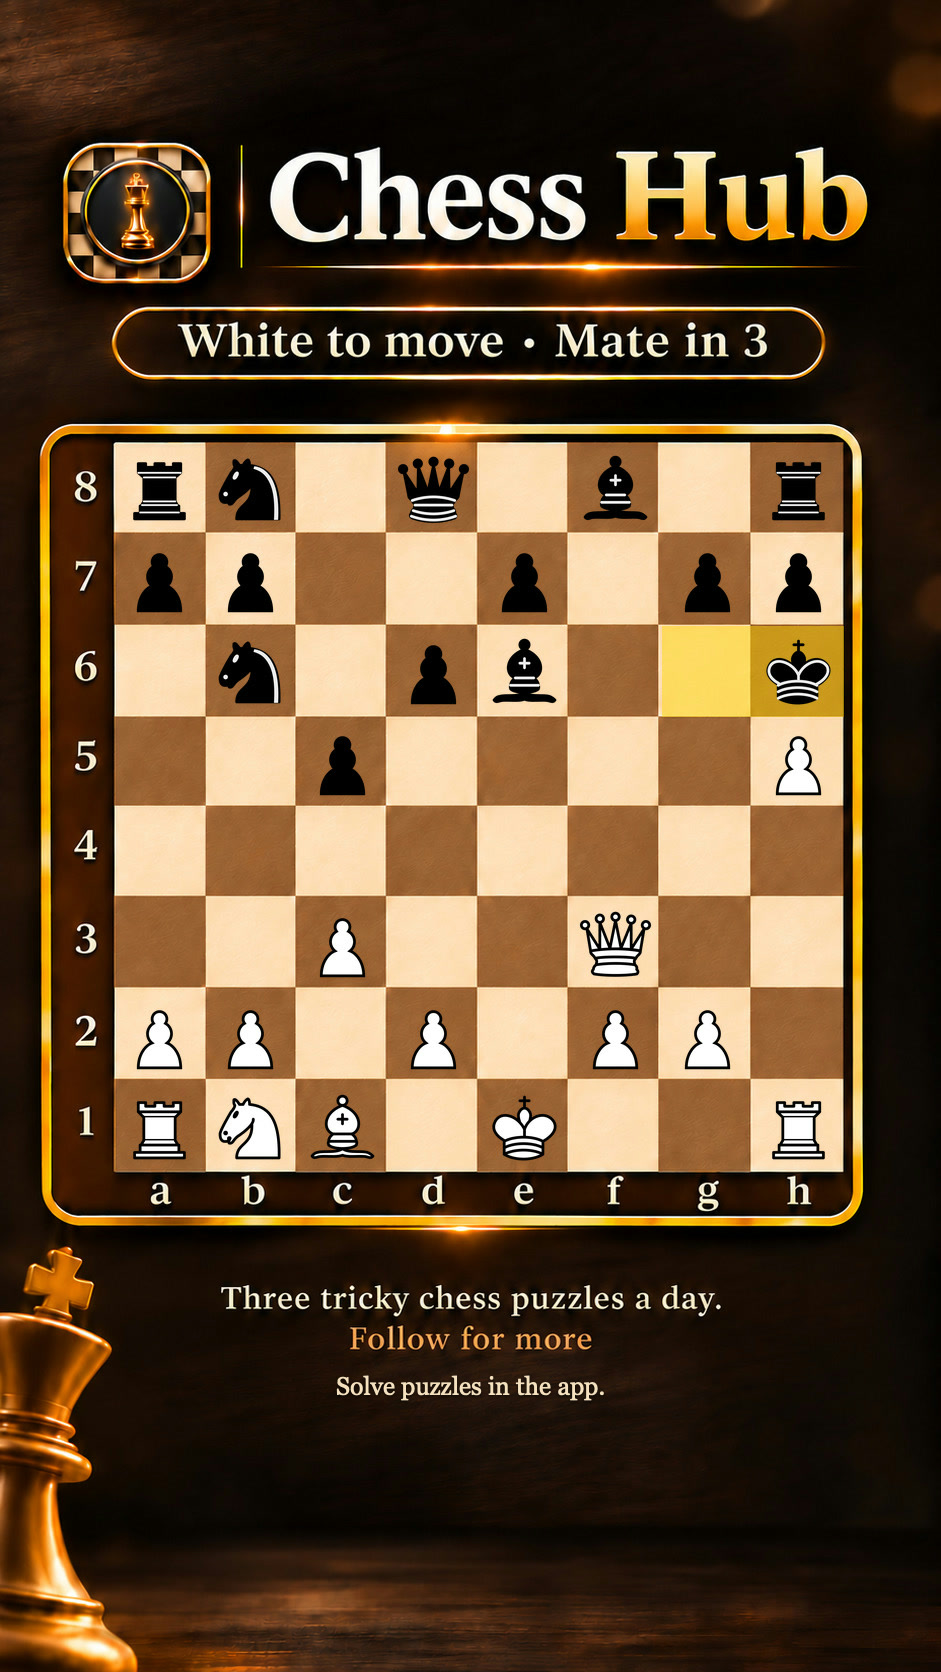 Chess Hub
White to move • Mate in 3
8
7
6
5
4
3
2
1
a b c d e f g h
Three tricky chess puzzles a day.
Follow for more
Solve puzzles in the app.